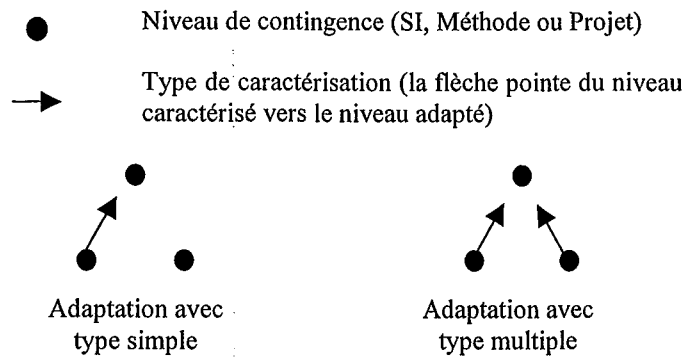 Niveau de contingence (SI, Méthode ou Projet)
Type de caractérisation (la flèche pointe du niveau
caractérisé vers le niveau adapté)
Adaptation avec
type simple
Adaptation avec
type multiple